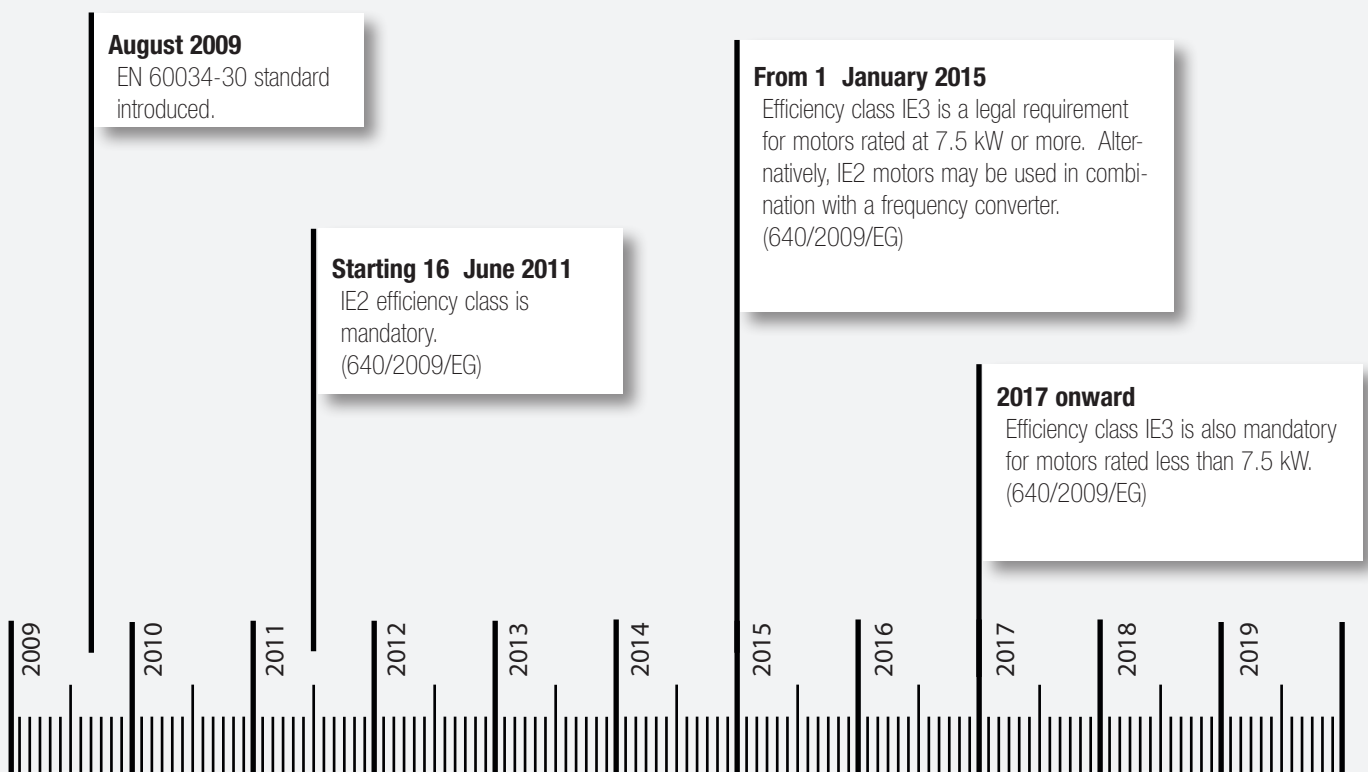 August 2009
EN 60034-30 standard
introduced.
From 1 January 2015
Efficiency class IE3 is a legal requirement
for motors rated at 7.5 kW or more. Alter-
natively, IE2 motors may be used in combi-
nation with a frequency converter.
(640/2009/EG)
Starting 16 June 2011
IE2 efficiency class is
mandatory.
(640/2009/EG)
2017 onward
Efficiency class IE3 is also mandatory
for motors rated less than 7.5 kW.
(640/2009/EG)
2009
2010
2011
2012
2013
2014
2015
2016
2017
2018
2019